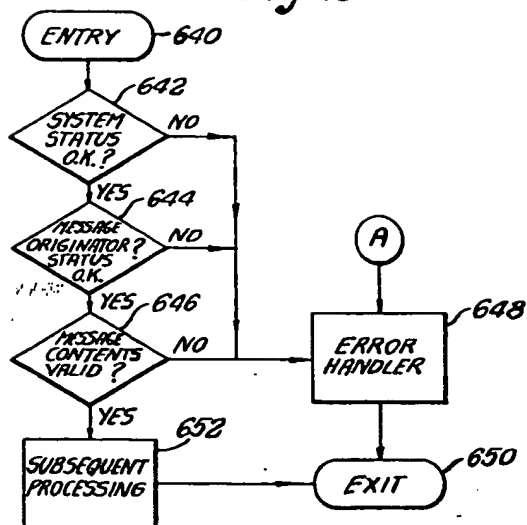 ENTRY
640
642
SYSTEM
STATUS
O.K.?
NO
YES
644
MESSAGE
ORIGINATOR?
STATUS
O.K.
NO
YES
646
MESSAGE
CONTENTS
VALID?
NO
YES
A
648
ERROR
HANDLER
652
SUBSEQUENT
PROCESSING
650
EXIT